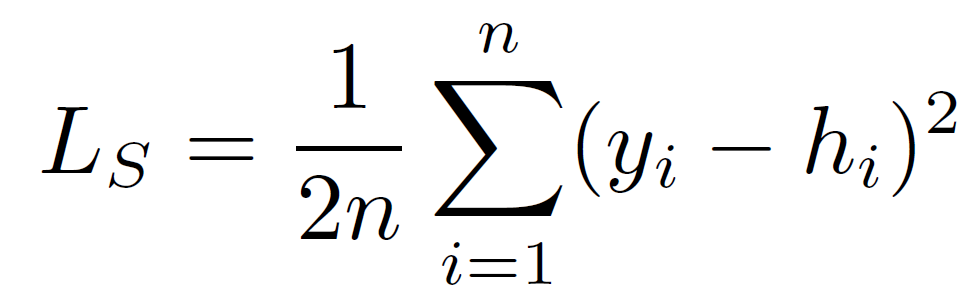 L_S = \frac{1}{2n} \sum_{i=1}^{n} (y_i - h_i)^2